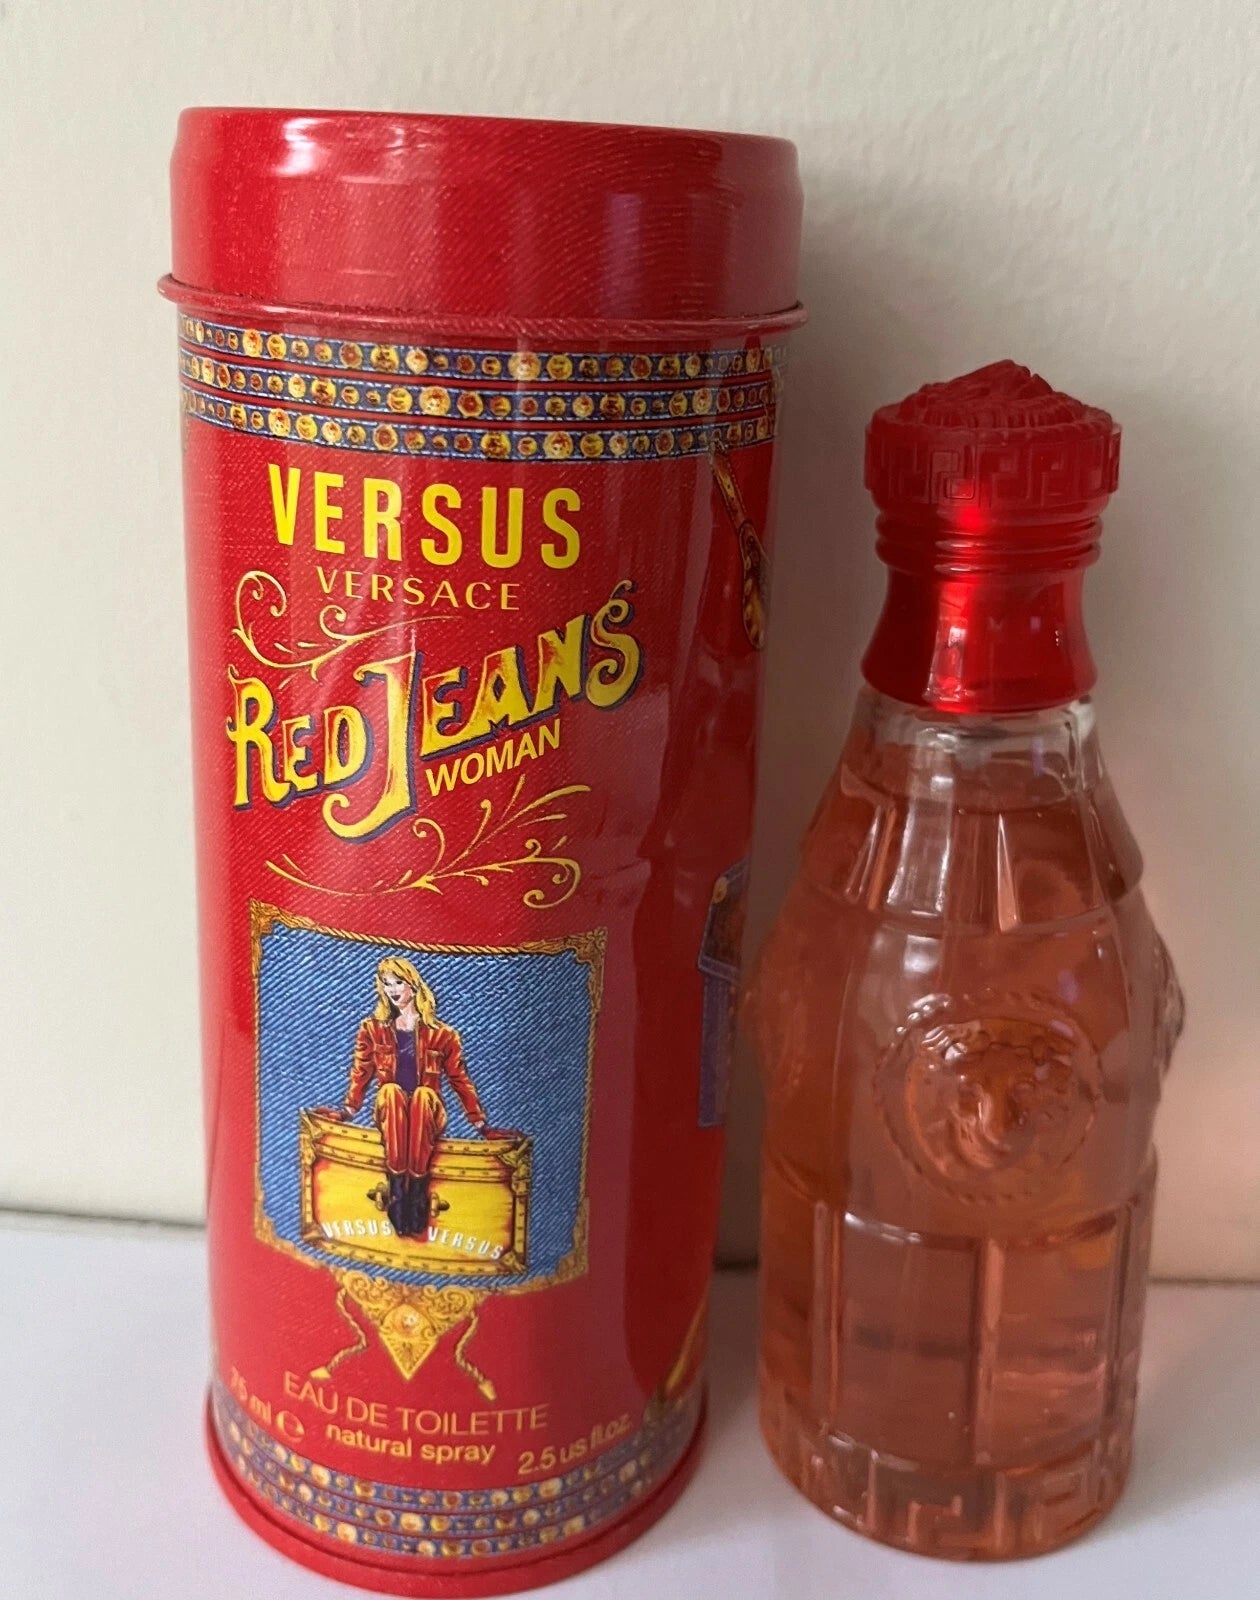 VERSUS
VERSACE
RED JEANS
WOMAN
VERSUS VERSUS
EAU DE TOILETTE
75 ml e natural spray 2.5 us fl.oz.